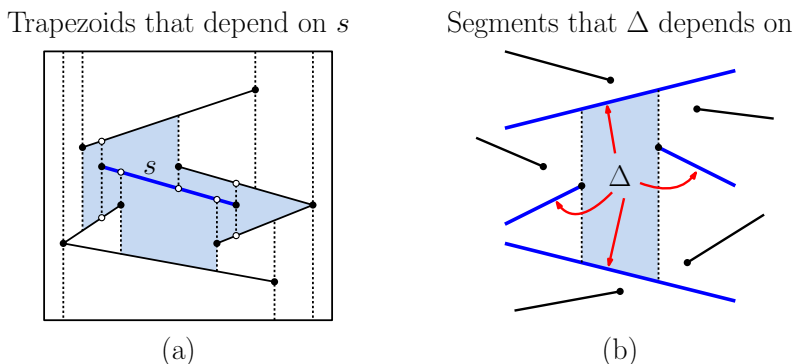 Trapezoids that depend on s
Segments that Δ depends on
s
Δ
(a)
(b)